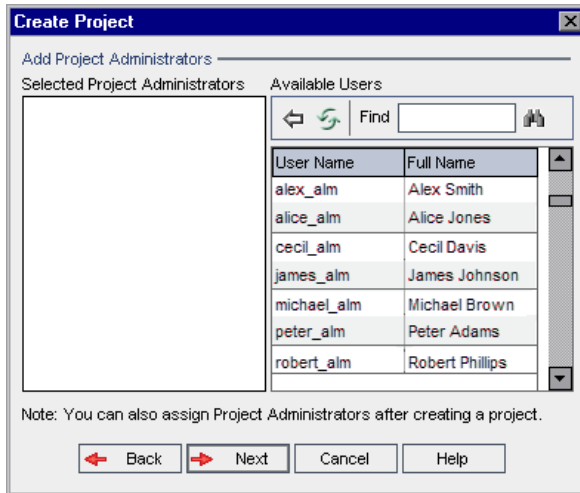 Create Project
Add Project Administrators
Selected Project Administrators
Available Users
Find
User Name Full Name
alex_alm Alex Smith
alice_alm Alice Jones
cecil_alm Cecil Davis
james_alm James Johnson
michael_alm Michael Brown
peter_alm Peter Adams
robert_alm Robert Phillips
Note: You can also assign Project Administrators after creating a project.
Back Next Cancel Help